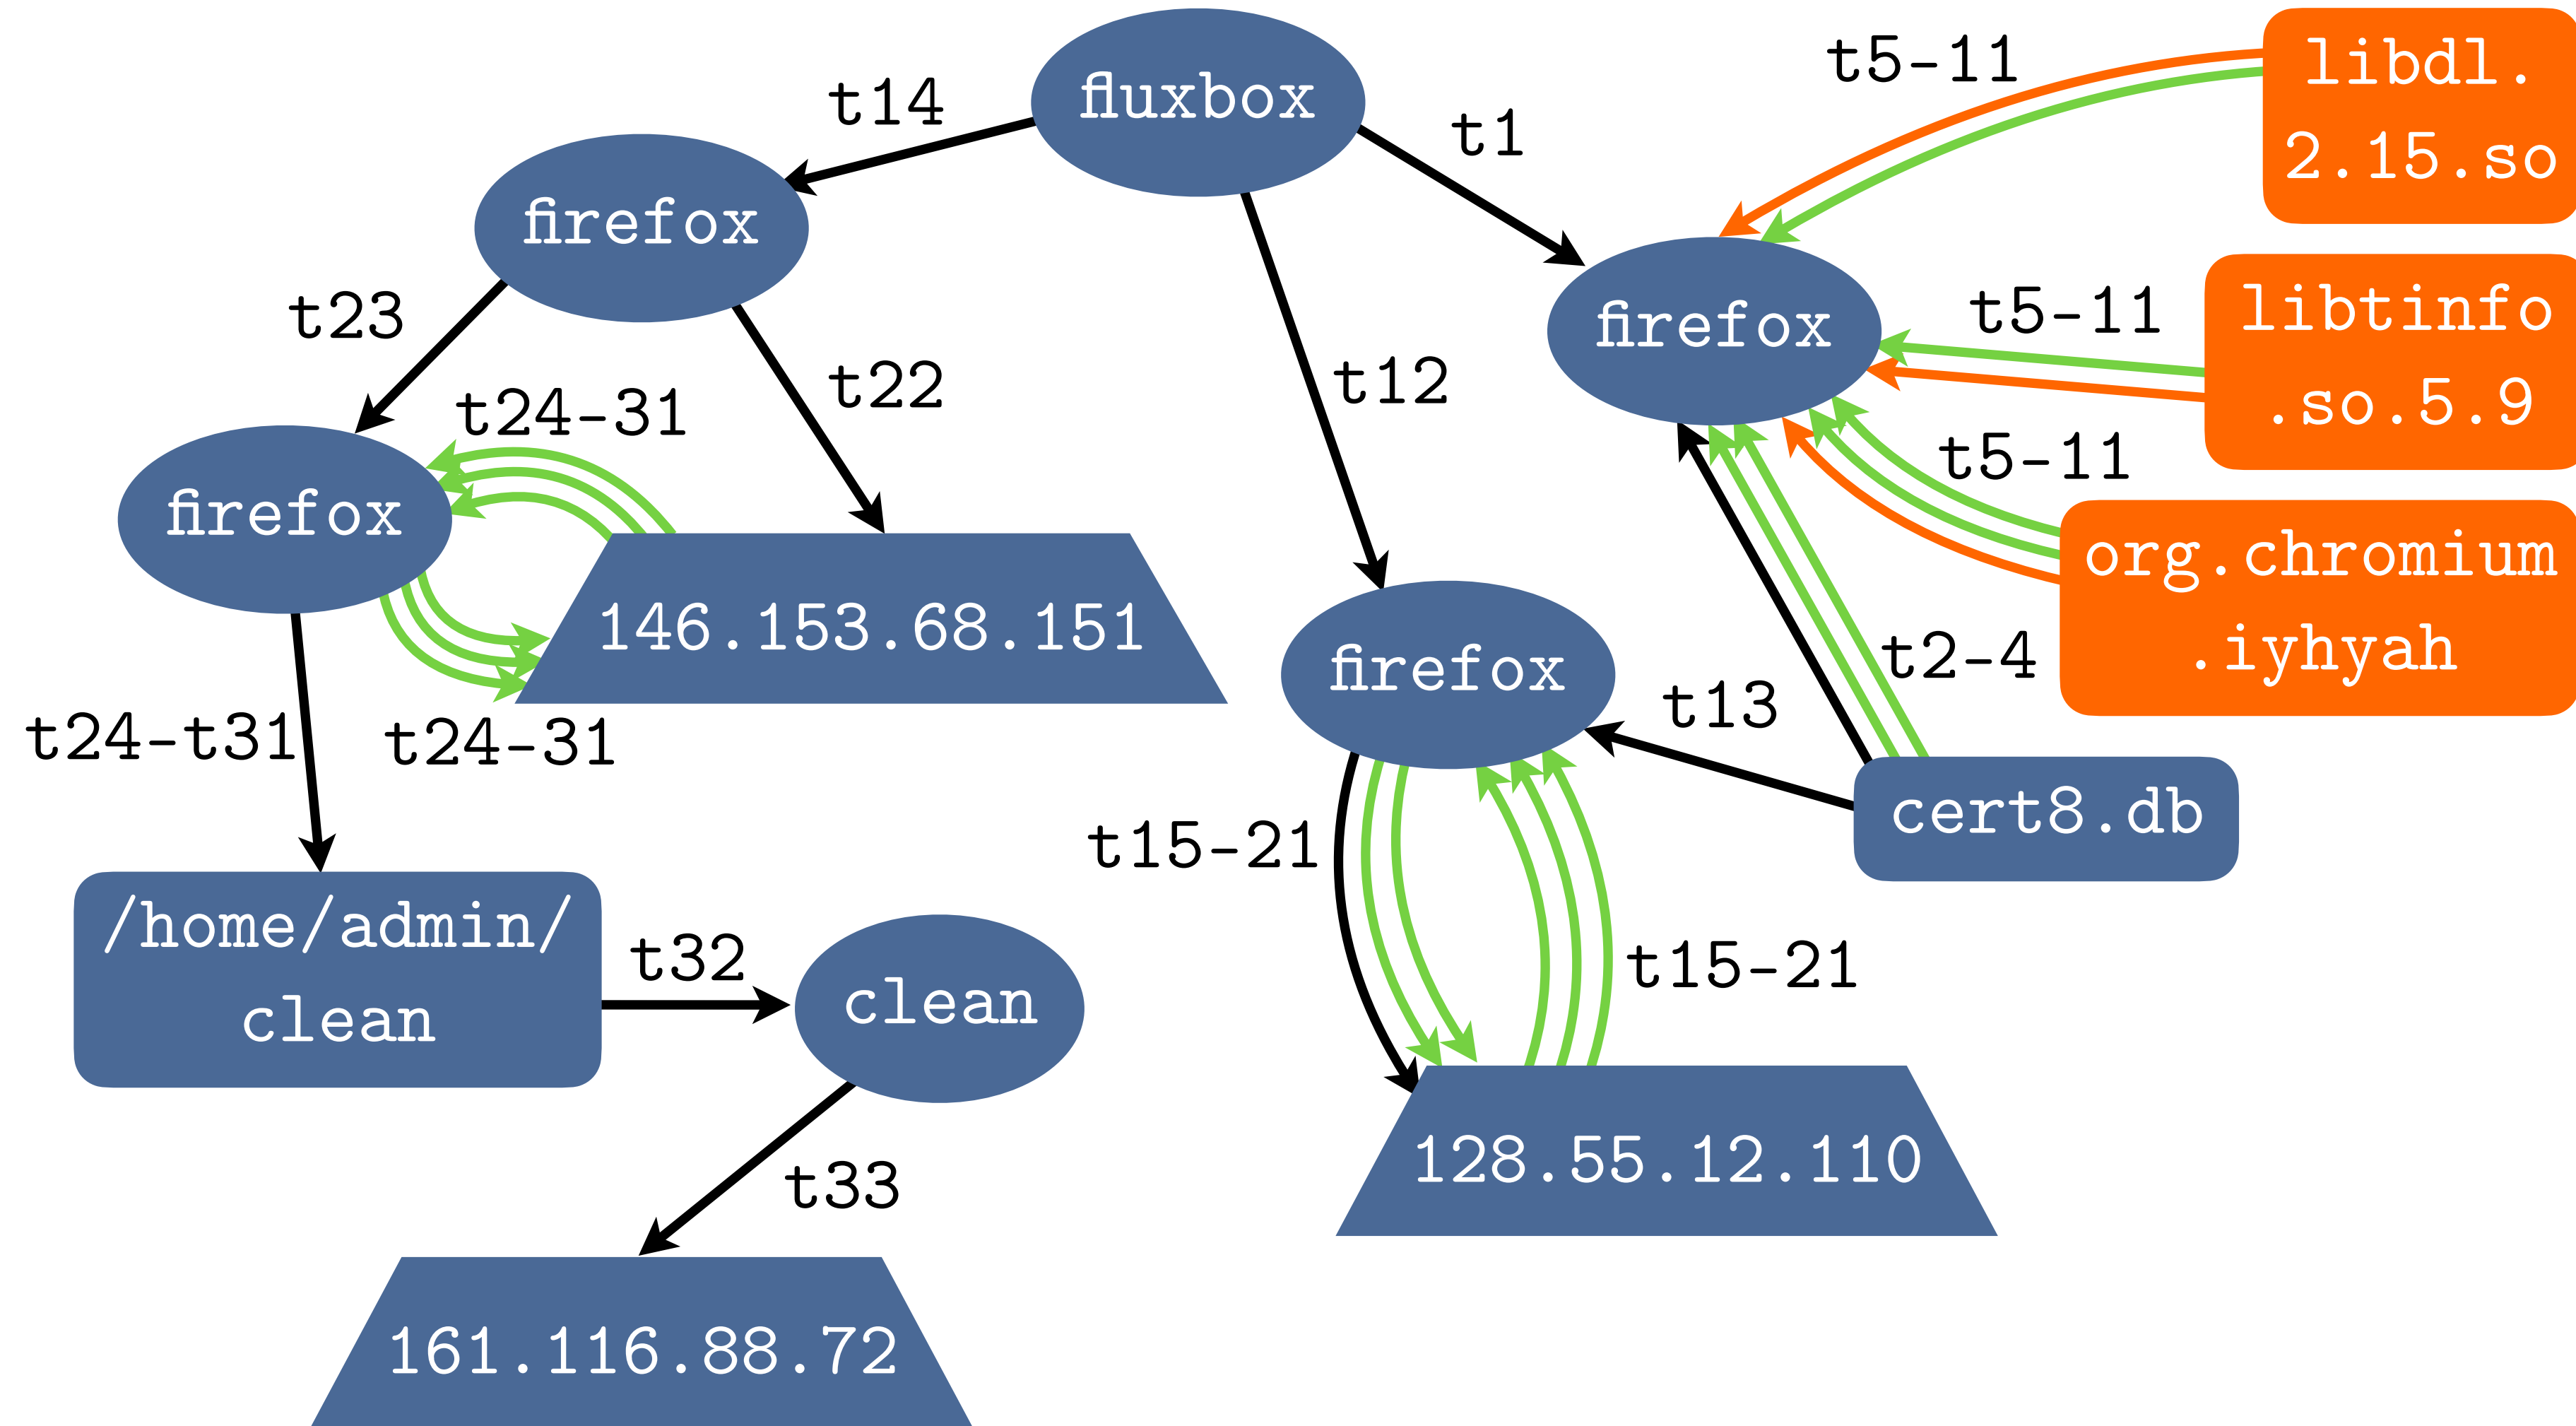 fluxbox
t14
t1
t5-11
libdl.
2.15.so
firefox
firefox
t23
t22
t12
t5-11
libtinfo
.so.5.9
t24-31
t5-11
firefox
org.chromium
.iyhyah
146.153.68.151
firefox
t2-4
t13
t24-t31
t24-31
cert8.db
t15-21
/home/admin/
clean
t32
clean
t15-21
t33
128.55.12.110
161.116.88.72